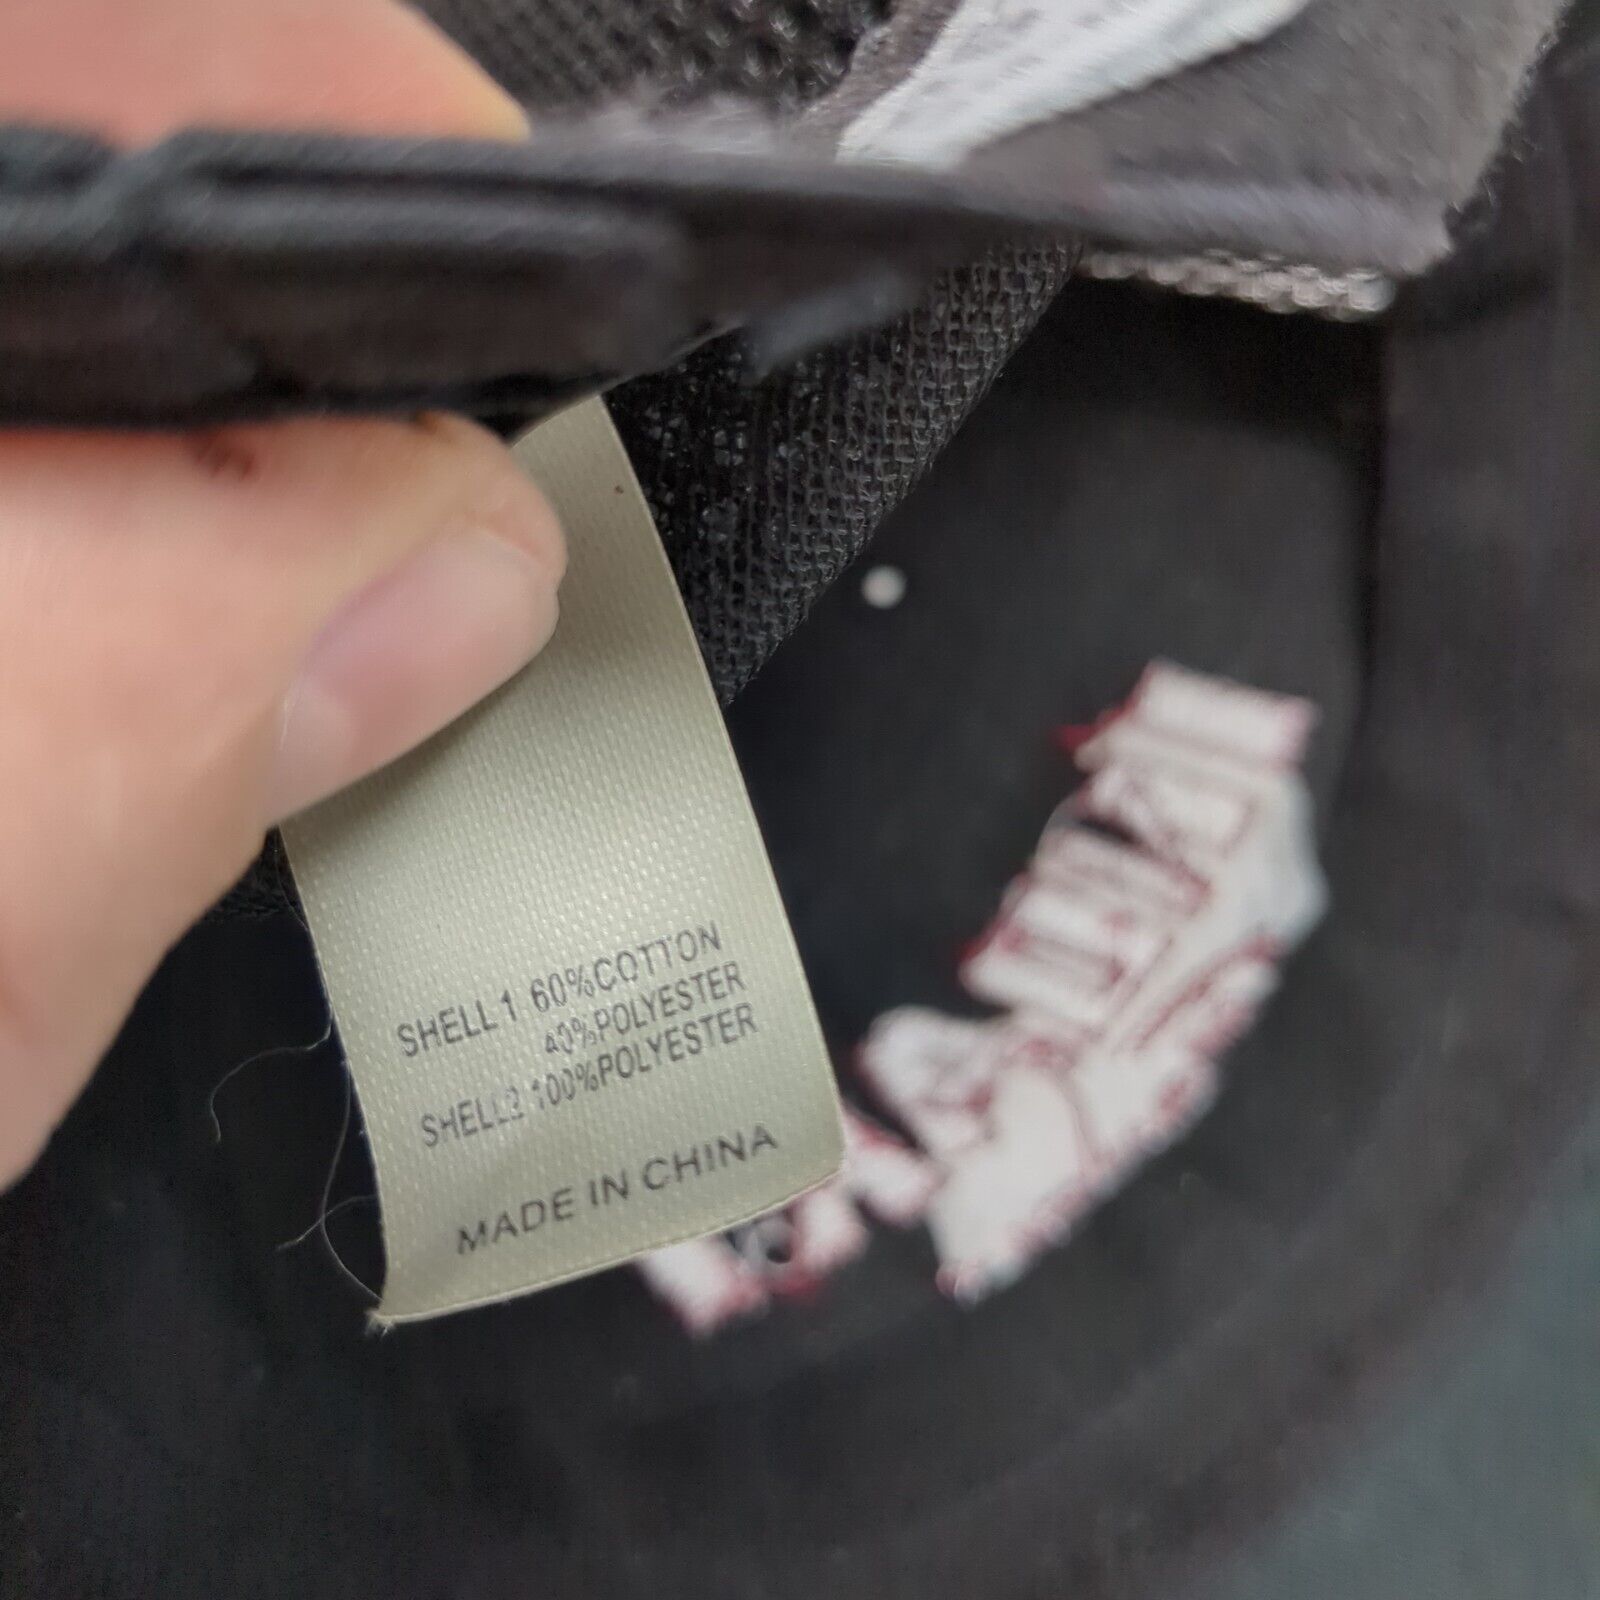 SHELL 1 60%COTTON
40%POLYESTER
SHELL2 100%POLYESTER
MADE IN CHINA